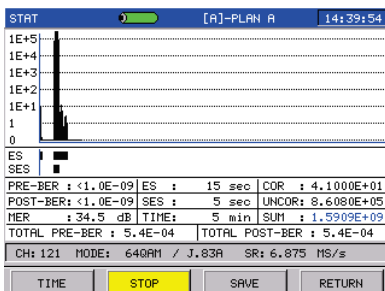 STAT [A]-PLAN A 14:39:54
1E+5
1E+4
1E+3
1E+2
1E+1
1
0
ES
SES
PRE-BER : <1.0E-09 ES : 15 sec COR : 4.1000E+01
POST-BER: <1.0E-09 SES : 5 sec UNCOR: 8.6080E+05
MER : 34.5 dB TIME: 5 min SUM : 1.5909E+09
TOTAL PRE-BER : 5.4E-04 TOTAL POST-BER : 5.4E-04
CH: 121 MODE: 64QAM / J.83A SR: 6.875 MS/s
TIME STOP SAVE RETURN